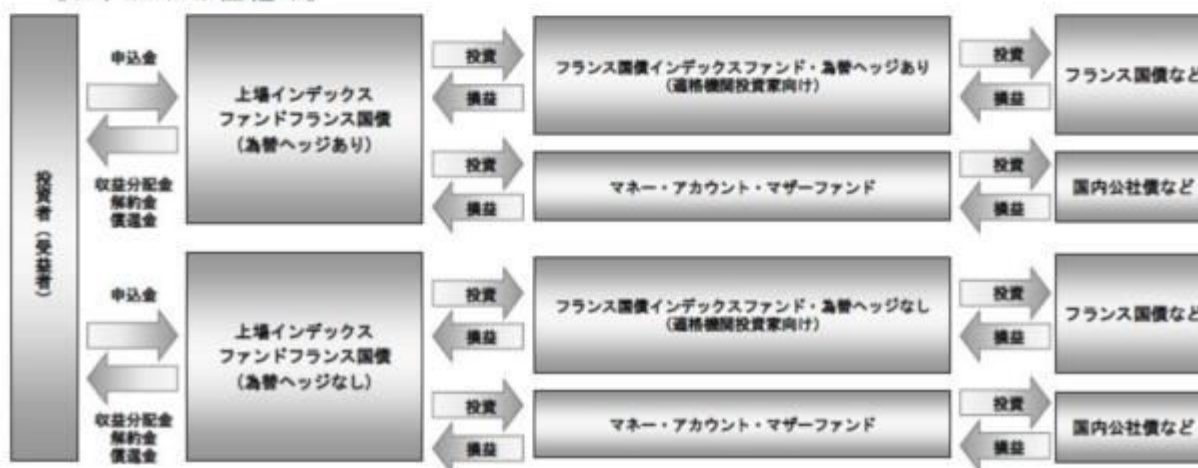 投資者（受益者）
申込金
収益分配金
解約金
償還金
上場インデックス
ファンドフランス国債
（為替ヘッジあり）
投資
損益
フランス国債インデックスファンド・為替ヘッジあり
（適格機関投資家向け）
投資
損益
フランス国債など
投資
損益
マネー・アカウント・マザーファンド
投資
損益
国内公社債など
申込金
収益分配金
解約金
償還金
上場インデックス
ファンドフランス国債
（為替ヘッジなし）
投資
損益
フランス国債インデックスファンド・為替ヘッジなし
（適格機関投資家向け）
投資
損益
フランス国債など
投資
損益
マネー・アカウント・マザーファンド
投資
損益
国内公社債など